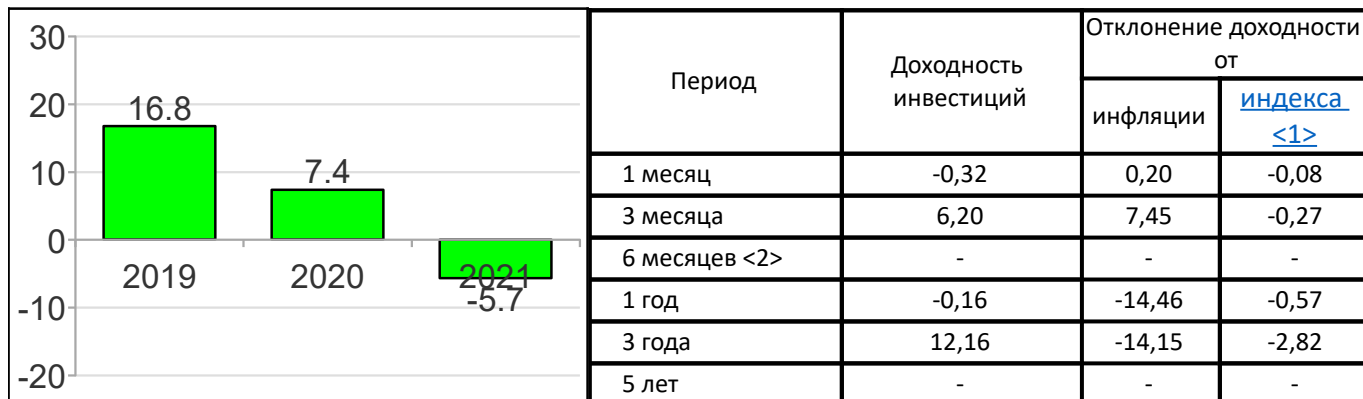 30
20
10
0
-10
-20
16.8
7.4
-5.7
2019
2020
2021
Период
Доходность
инвестиций
Отклонение доходности
от
инфляции
индекса
<1>
1 месяц -0,32 0,20 -0,08
3 месяца 6,20 7,45 -0,27
6 месяцев <2> - - -
1 год -0,16 -14,46 -0,57
3 года 12,16 -14,15 -2,82
5 лет - - -